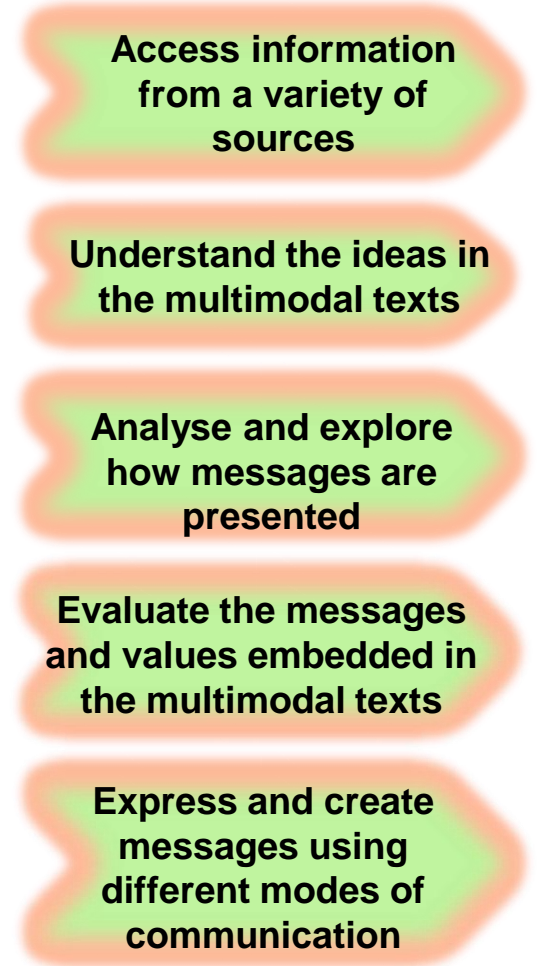 Access information
from a variety of
sources
Understand the ideas in
the multimodal texts
Analyse and explore
how messages are
presented
Evaluate the messages
and values embedded in
the multimodal texts
Express and create
messages using
different modes of
communication